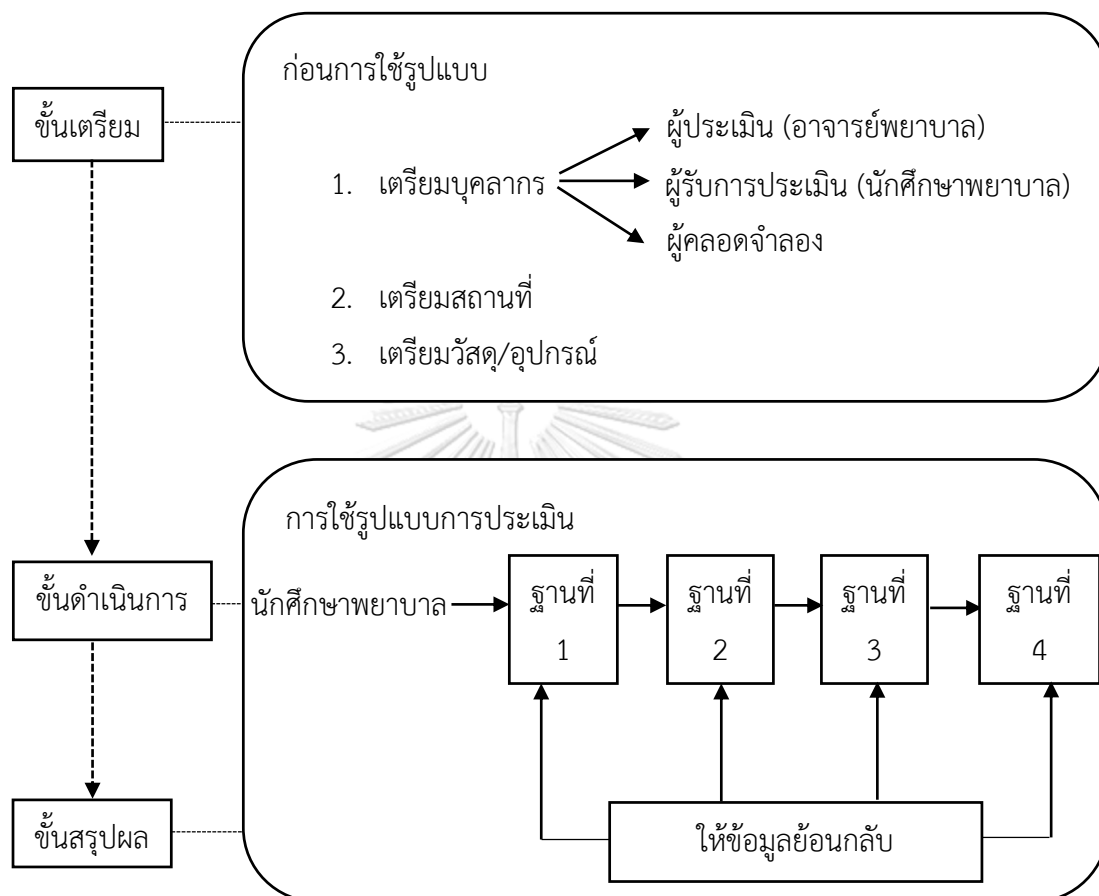 ก่อนการใช้รูปแบบ
ขั้นเตรียม
ผู้ประเมิน (อาจารย์พยาบาล)
1. เตรียมบุคลากร
ผู้รับการประเมิน (นักศึกษาพยาบาล)
ผู้คลอดจำลอง
2. เตรียมสถานที่
3. เตรียมวัสดุ/อุปกรณ์
การใช้รูปแบบการประเมิน
ขั้นดำเนินการ
นักศึกษาพยาบาล
ฐานที่
1
ฐานที่
2
ฐานที่
3
ฐานที่
4
ขั้นสรุปผล
ให้ข้อมูลย้อนกลับ